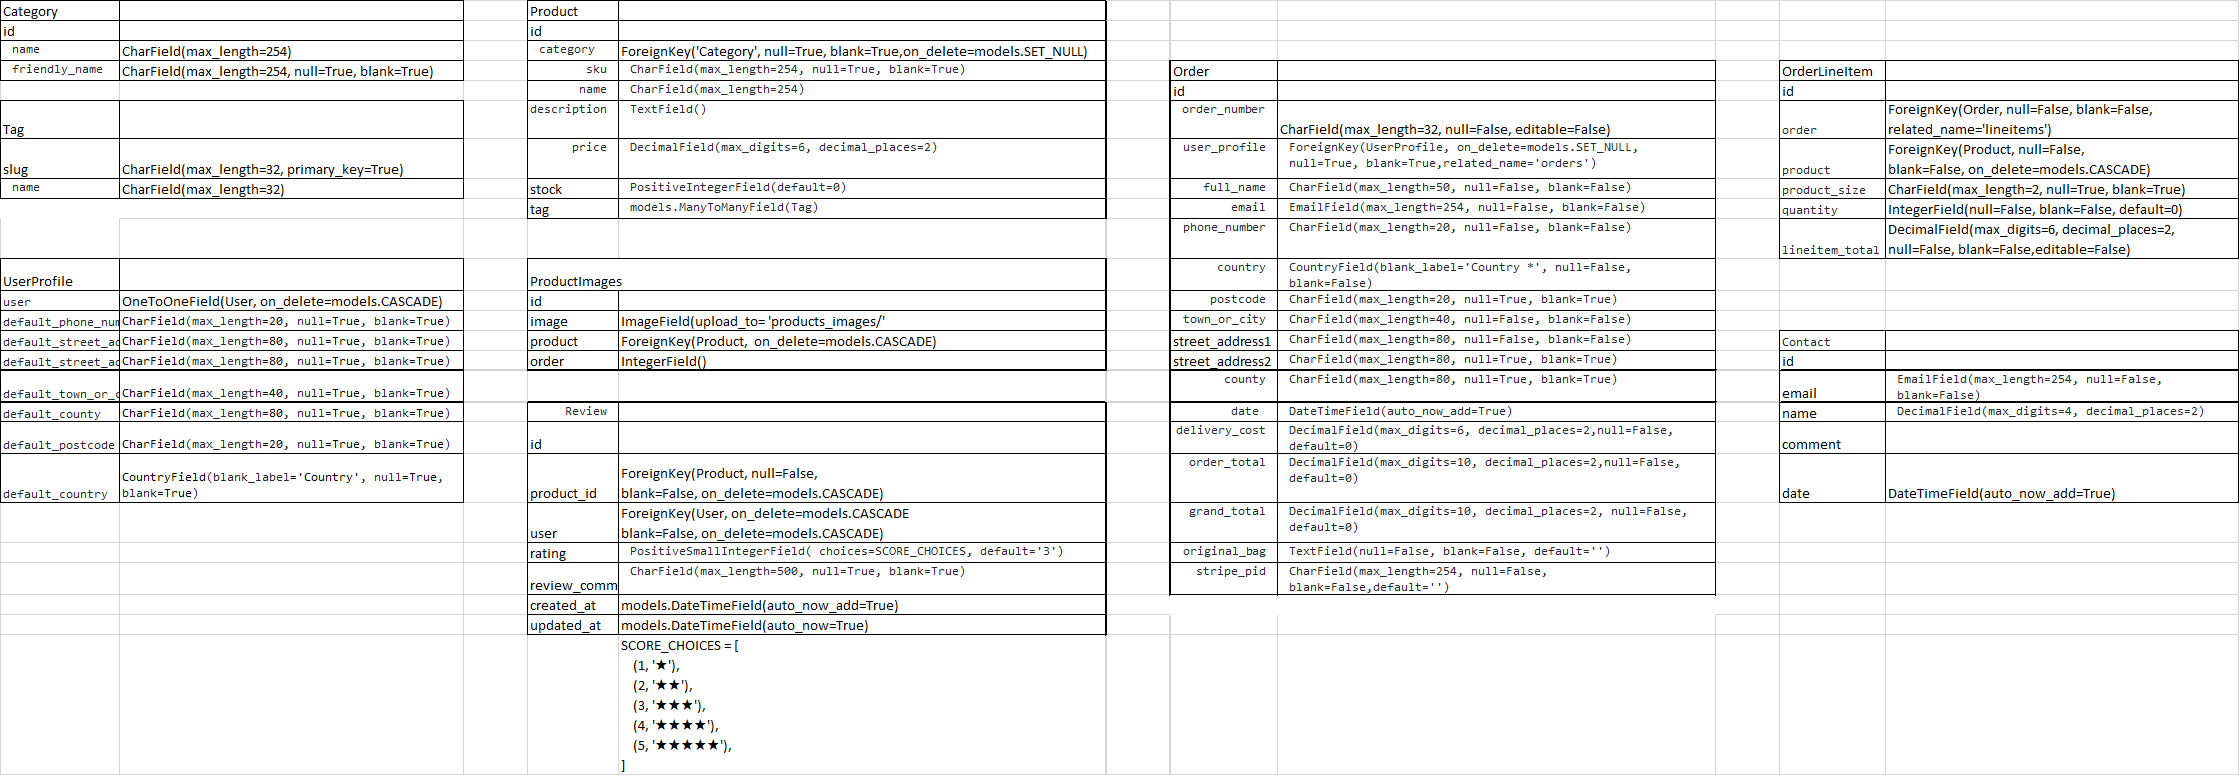 Category
id
name CharField(max_length=254)
friendly_name CharField(max_length=254, null=True, blank=True)
Tag
slug CharField(max_length=32, primary_key=True)
name CharField(max_length=32)
UserProfile
user OneToOneField(User, on_delete=models.CASCADE)
default_phone_num CharField(max_length=20, null=True, blank=True)
default_street_ad CharField(max_length=80, null=True, blank=True)
default_street_ad CharField(max_length=80, null=True, blank=True)
default_town_or_c CharField(max_length=40, null=True, blank=True)
default_county CharField(max_length=80, null=True, blank=True)
default_postcode CharField(max_length=20, null=True, blank=True)
default_country CountryField(blank_label='Country', null=True,
blank=True)
Product
id
category ForeignKey('Category', null=True, blank=True,on_delete=models.SET_NULL)
sku CharField(max_length=254, null=True, blank=True)
name CharField(max_length=254)
description TextField()
price DecimalField(max_digits=6, decimal_places=2)
stock PositiveIntegerField(default=0)
tag models.ManyToManyField(Tag)
ProductImages
id
image ImageField(upload_to= 'products_images/'
product ForeignKey(Product, on_delete=models.CASCADE)
order IntegerField()
Review
id
product_id ForeignKey(Product, null=False,
blank=False, on_delete=models.CASCADE)
user ForeignKey(User, on_delete=models.CASCADE
blank=False, on_delete=models.CASCADE)
rating PositiveSmallIntegerField( choices=SCORE_CHOICES, default='3')
review_comm CharField(max_length=500, null=True, blank=True)
created_at models.DateTimeField(auto_now_add=True)
updated_at models.DateTimeField(auto_now=True)
SCORE_CHOICES = [
(1, '★'),
(2, '★★'),
(3, '★★★'),
(4, '★★★★'),
(5, '★★★★★'),
]
Order
id
order_number CharField(max_length=32, null=False, editable=False)
user_profile ForeignKey(UserProfile, on_delete=models.SET_NULL,
null=True, blank=True,related_name='orders')
full_name CharField(max_length=50, null=False, blank=False)
email EmailField(max_length=254, null=False, blank=False)
phone_number CharField(max_length=20, null=False, blank=False)
country CountryField(blank_label='Country *', null=False,
blank=False)
postcode CharField(max_length=20, null=True, blank=True)
town_or_city CharField(max_length=40, null=False, blank=False)
street_address1 CharField(max_length=80, null=False, blank=False)
street_address2 CharField(max_length=80, null=True, blank=True)
county CharField(max_length=80, null=True, blank=True)
date DateTimeField(auto_now_add=True)
delivery_cost DecimalField(max_digits=6, decimal_places=2,null=False,
default=0)
order_total DecimalField(max_digits=10, decimal_places=2,null=False,
default=0)
grand_total DecimalField(max_digits=10, decimal_places=2, null=False,
default=0)
original_bag TextField(null=False, blank=False, default='')
stripe_pid CharField(max_length=254, null=False,
blank=False,default='')
OrderLineItem
id
order ForeignKey(Order, null=False, blank=False,
related_name='lineitems')
product ForeignKey(Product, null=False,
blank=False, on_delete=models.CASCADE)
product_size CharField(max_length=2, null=True, blank=True)
quantity IntegerField(null=False, blank=False, default=0)
lineitem_total DecimalField(max_digits=6, decimal_places=2,
null=False, blank=False,editable=False)
Contact
id
email EmailField(max_length=254, null=False,
blank=False)
name DecimalField(max_digits=4, decimal_places=2)
comment
date DateTimeField(auto_now_add=True)